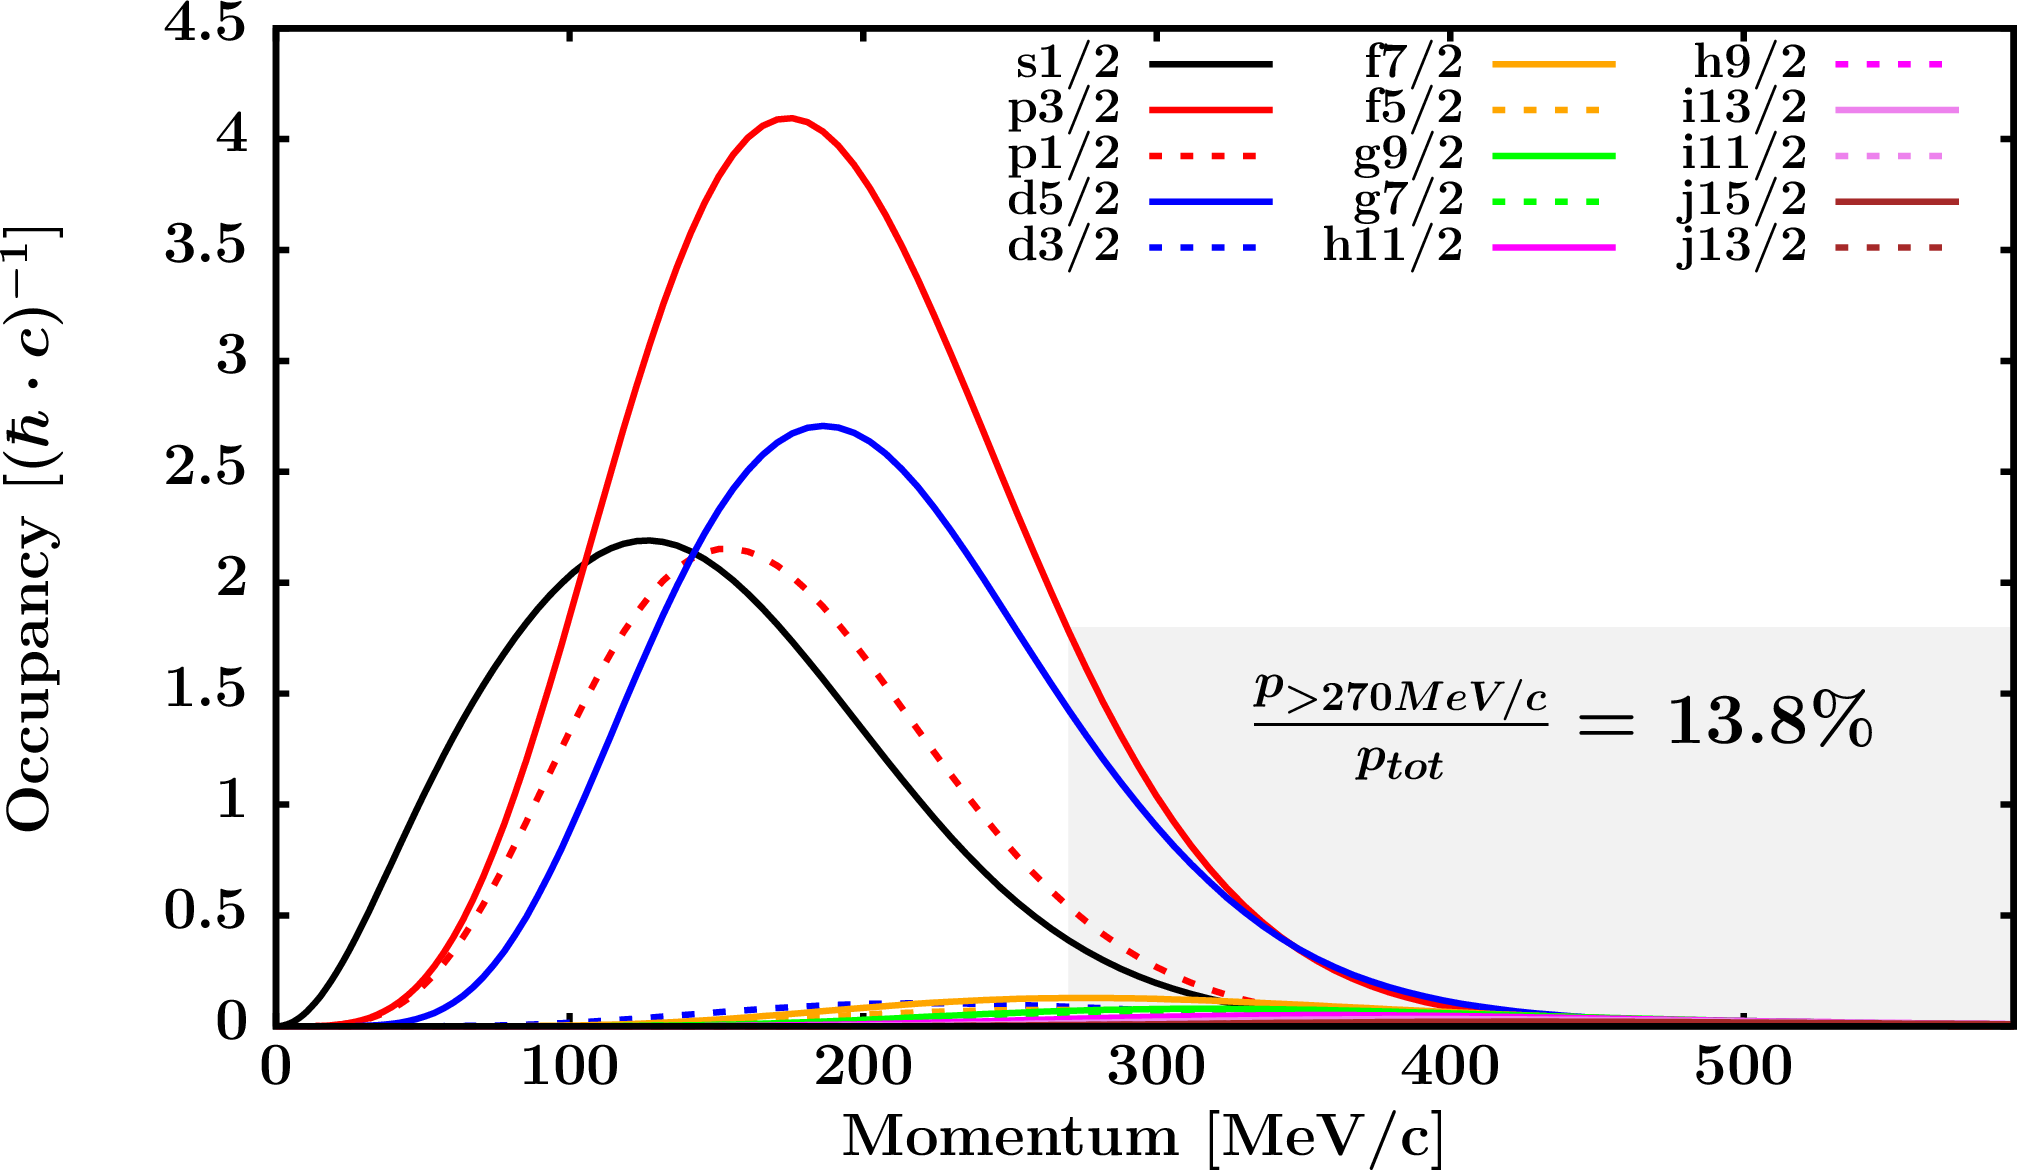 4.5
4
3.5
3
2.5
2
1.5
1
0.5
0
Occupancy [(ħ · c)⁻¹]
s1/2
p3/2
p1/2
d5/2
d3/2
f7/2
f5/2
g9/2
g7/2
h11/2
h9/2
i13/2
i11/2
j15/2
j13/2
p>270MeV/c / ptot = 13.8%
0 100 200 300 400 500
Momentum [MeV/c]